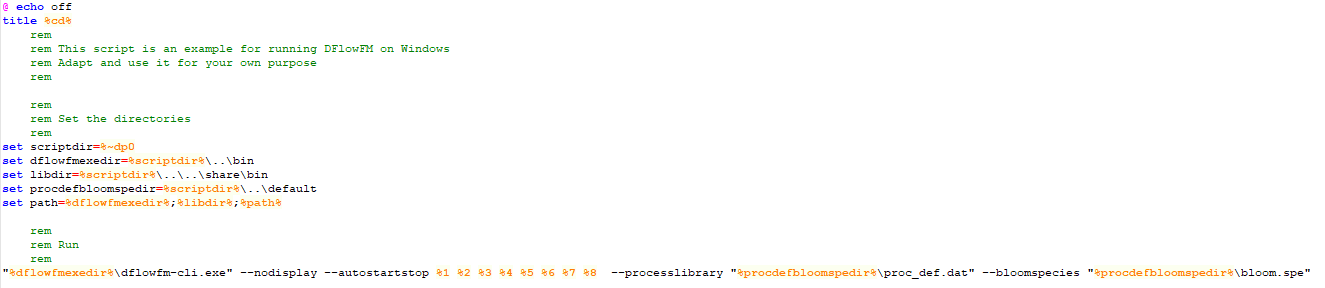 @ echo off
title %cd%
rem
rem This script is an example for running DFlowFM on Windows
rem Adapt and use it for your own purpose
rem
rem
rem Set the directories
rem
set scriptdir=%~dp0
set dflowfmexedir=%scriptdir%\..\bin
set libdir=%scriptdir%\..\..\share\bin
set procdefbloomspedir=%scriptdir%\..\default
set path=%dflowfmexedir%;%libdir%;%path%
rem
rem Run
rem
"%dflowfmexedir%\dflowfm-cli.exe" --nodisplay --autostartstop %1 %2 %3 %4 %5 %6 %7 %8  --processlibrary "%procdefbloomspedir%\proc_def.dat" --bloomspecies "%procdefbloomspedir%\bloom.spe"